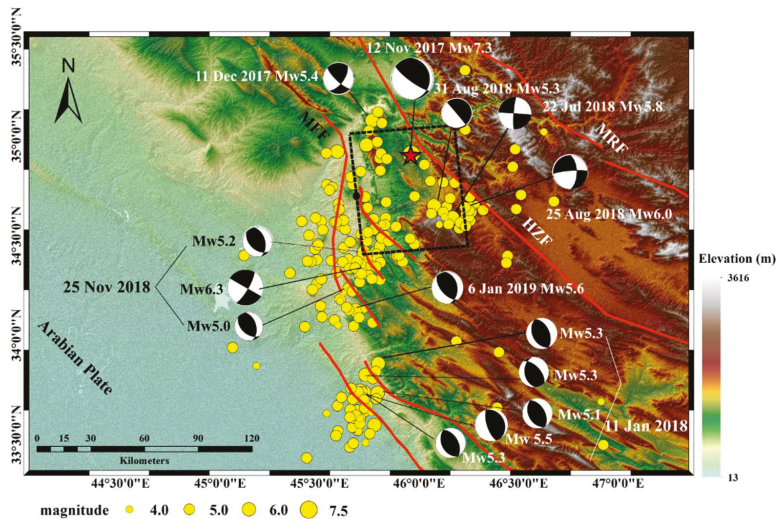 35°30'0"N
35°0'0"N
34°30'0"N
34°0'0"N
33°30'0"N
N
12 Nov 2017 Mw7.3
11 Dec 2017 Mw5.4
31 Aug 2018 Mw5.3
22 Jul 2018 Mw5.8
MFF
MRF
25 Aug 2018 Mw6.0
HZF
Mw5.2
25 Nov 2018
Mw6.3
Mw5.0
6 Jan 2019 Mw5.6
Arabian Plate
Mw5.3
Mw5.3
Mw5.1
11 Jan 2018
Mw 5.5
Mw5.3
0 15 30 60 90 120
Kilometers
Elevation (m)
3616
13
44°30'0"E 45°0'0"E 45°30'0"E 46°0'0"E 46°30'0"E 47°0'0"E
magnitude 4.0 5.0 6.0 7.5